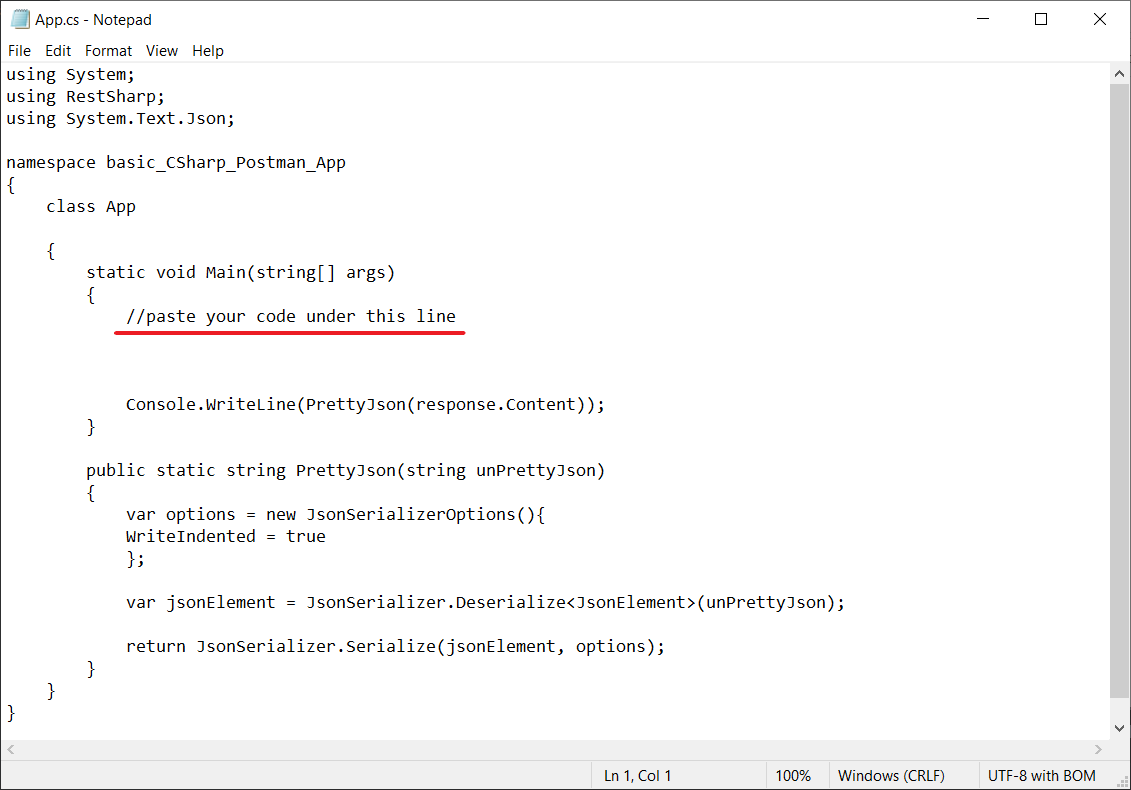 App.cs - Notepad
File Edit Format View Help
using System;
using RestSharp;
using System.Text.Json;
namespace basic_CSharp_Postman_App
{
    class App
    {
        static void Main(string[] args)
        {
            //paste your code under this line
            Console.WriteLine(PrettyJson(response.Content));
        }
        public static string PrettyJson(string unPrettyJson)
        {
            var options = new JsonSerializerOptions(){
            WriteIndented = true
            };
            var jsonElement = JsonSerializer.Deserialize<JsonElement>(unPrettyJson);
            return JsonSerializer.Serialize(jsonElement, options);
        }
    }
}
Ln 1, Col 1 100% Windows (CRLF) UTF-8 with BOM